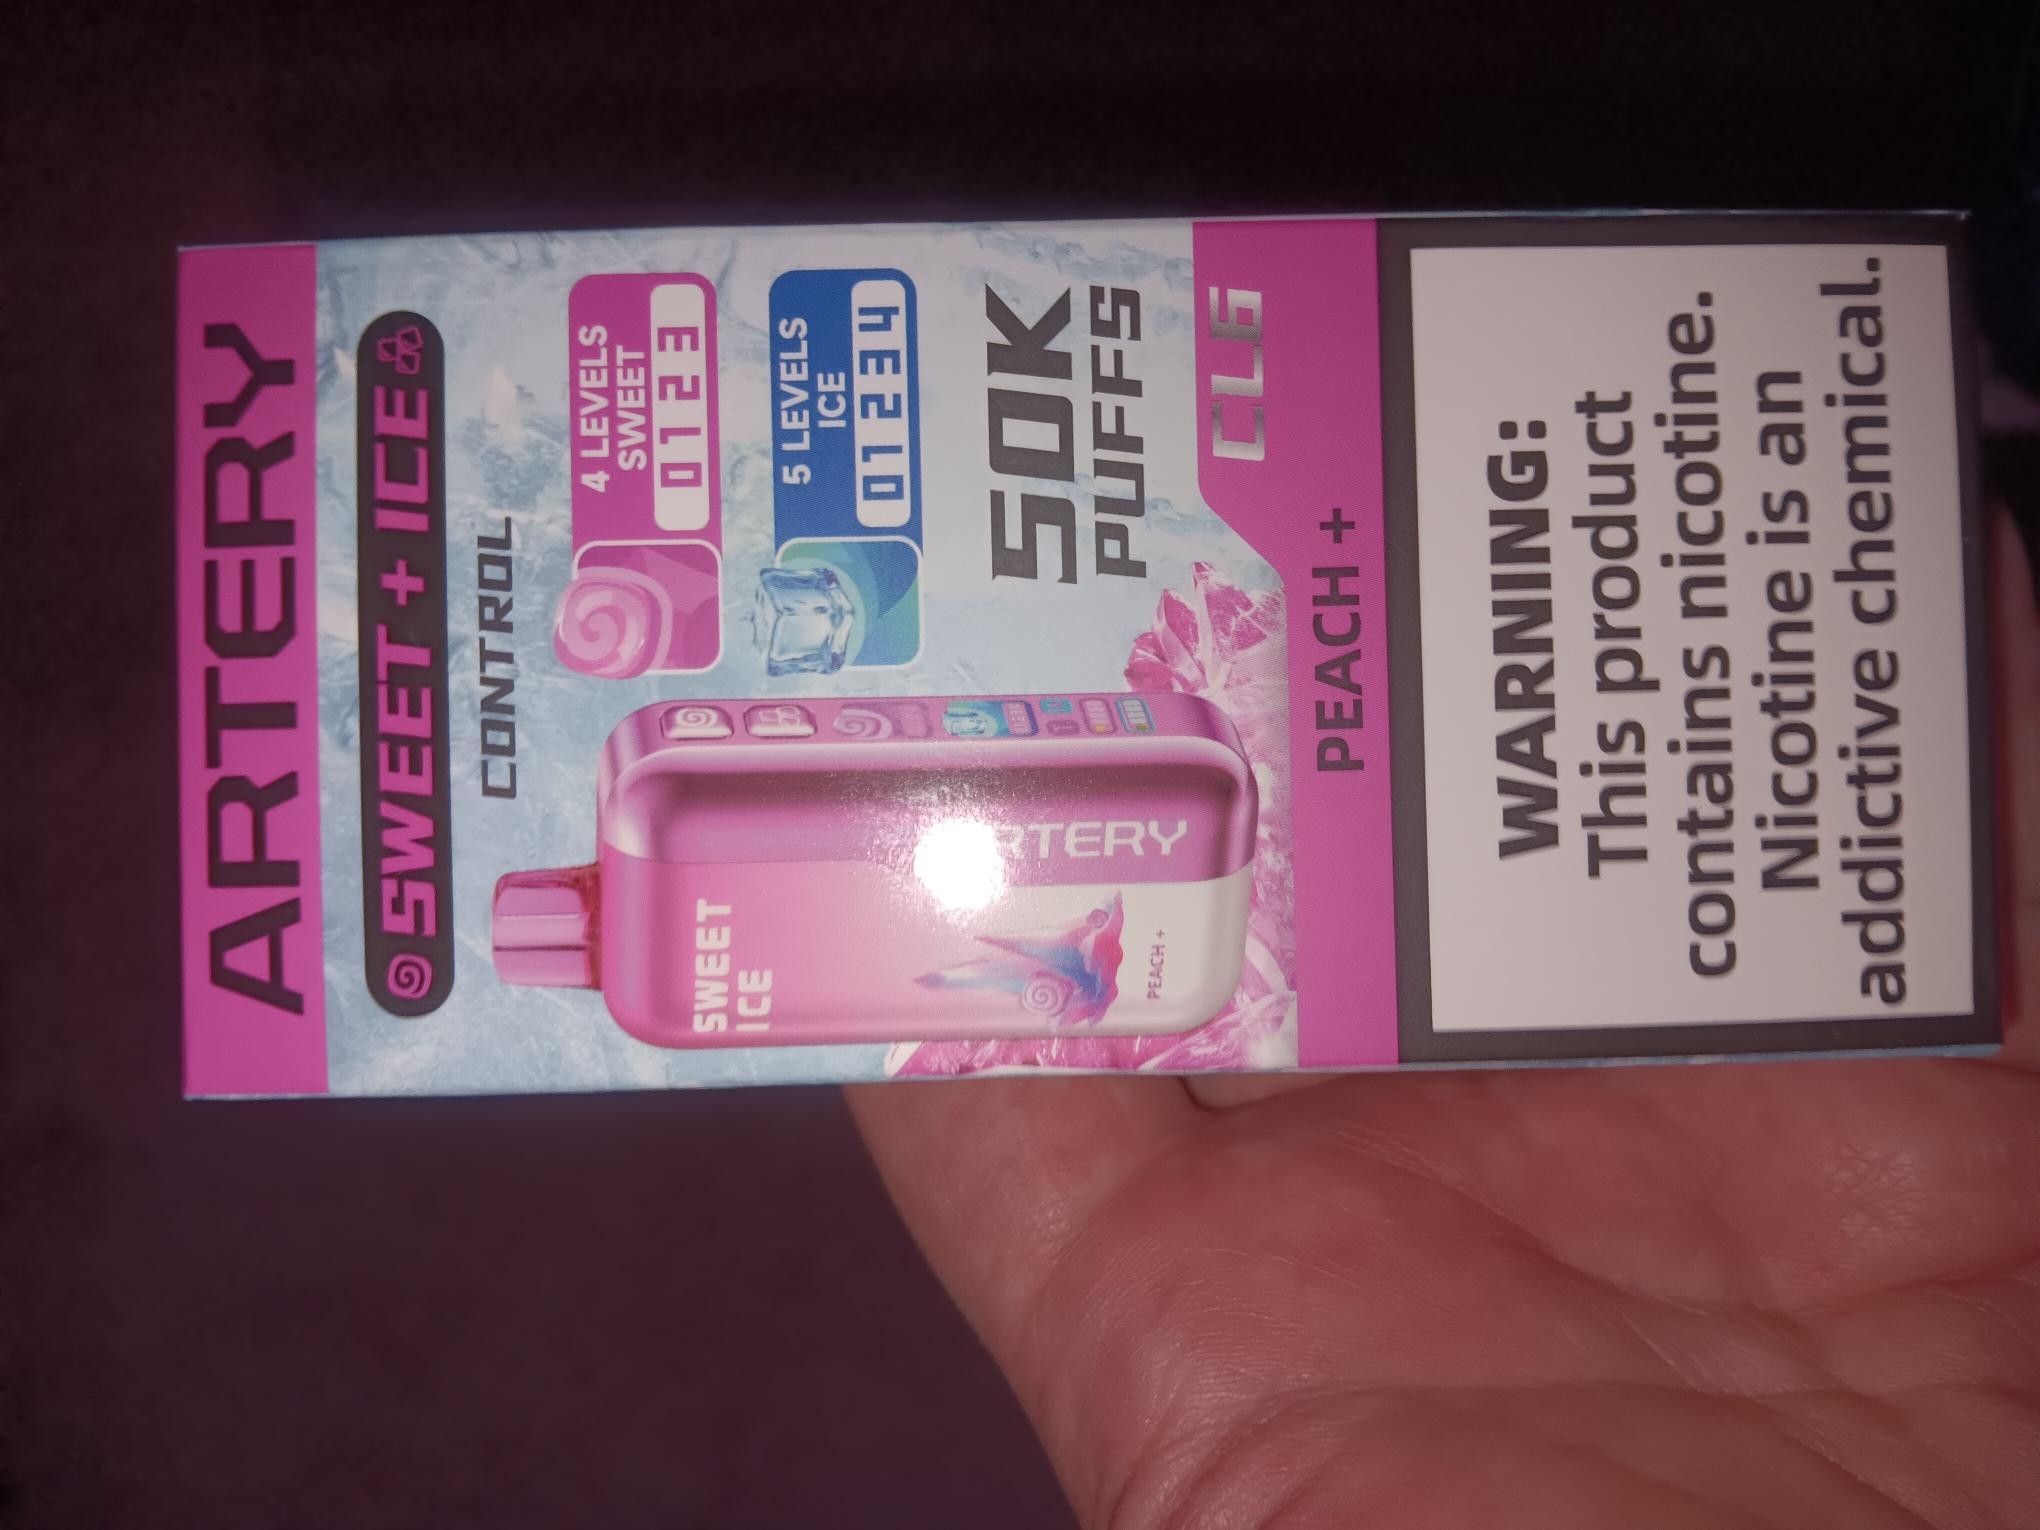 ARTERY
SWEET + ICE
CONTROL
4 LEVELS
SWEET
0 1 2 3
5 LEVELS
ICE
0 1 2 3 4
50K
PUFFS
SWEET
ICE
RTERY
PEACH +
CL6
PEACH +
WARNING:
This product
contains nicotine.
Nicotine is an
addictive chemical.